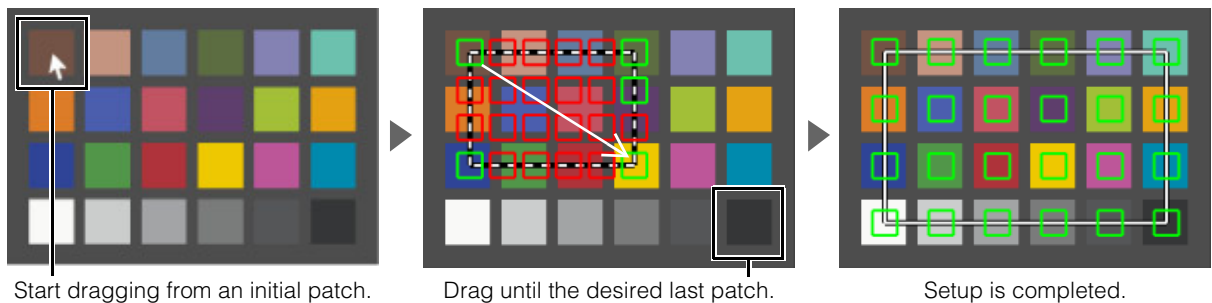 Start dragging from an initial patch.
Drag until the desired last patch.
Setup is completed.